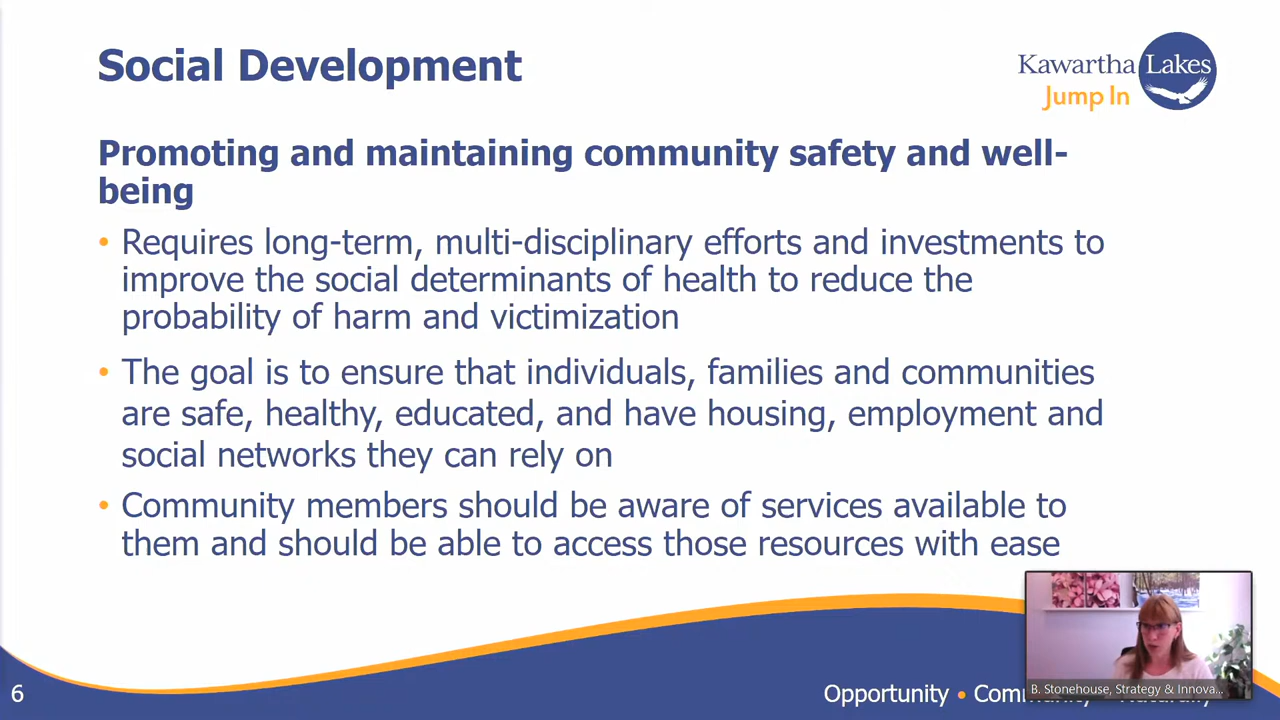 Social Development
Kawartha Lakes
Jump In
Promoting and maintaining community safety and well-
being
• Requires long-term, multi-disciplinary efforts and investments to
improve the social determinants of health to reduce the
probability of harm and victimization
• The goal is to ensure that individuals, families and communities
are safe, healthy, educated, and have housing, employment and
social networks they can rely on
• Community members should be aware of services available to
them and should be able to access those resources with ease
B. Stonehouse, Strategy & Innova...
6
Opportunity •